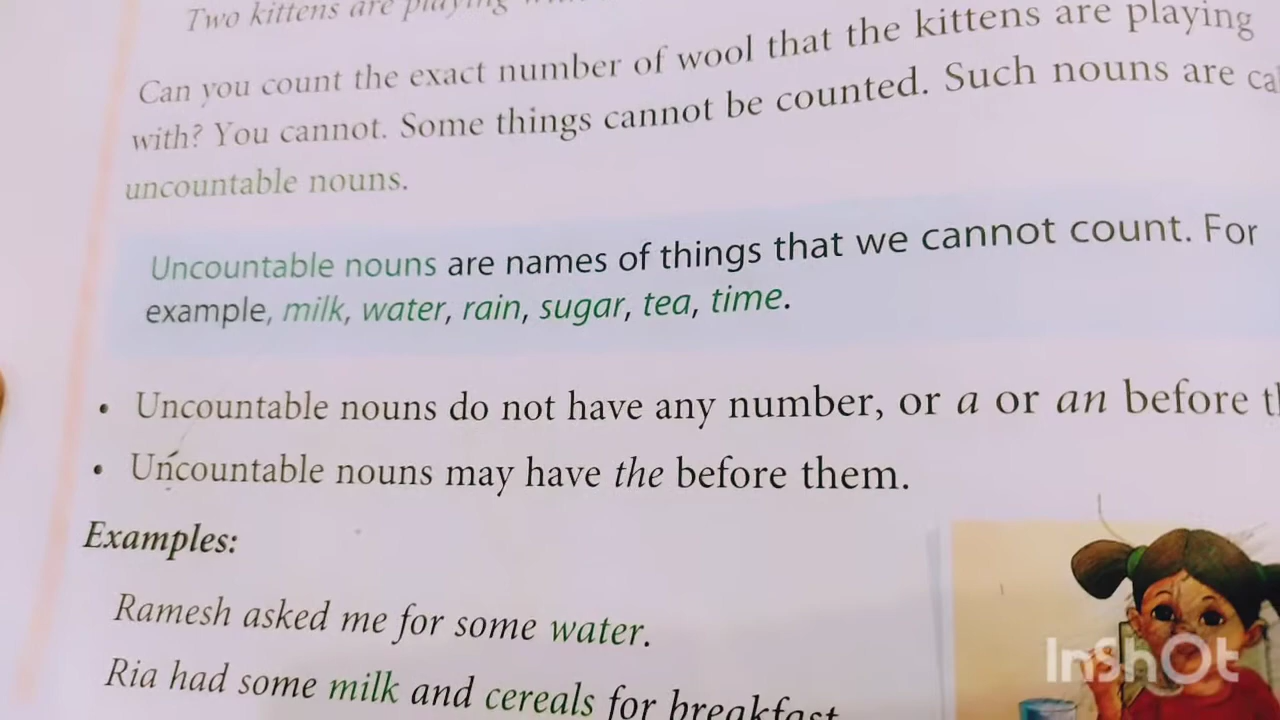 Two kittens are playing
Can you count the exact number of wool that the kittens are playing
with? You cannot. Some things cannot be counted. Such nouns are
uncountable nouns.
Uncountable nouns are names of things that we cannot count. For
example, milk, water, rain, sugar, tea, time.
• Uncountable nouns do not have any number, or a or an before
• Uncountable nouns may have the before them.
Examples:
Ramesh asked me for some water.
Ria had some milk and cereals for breakfast
InShOt